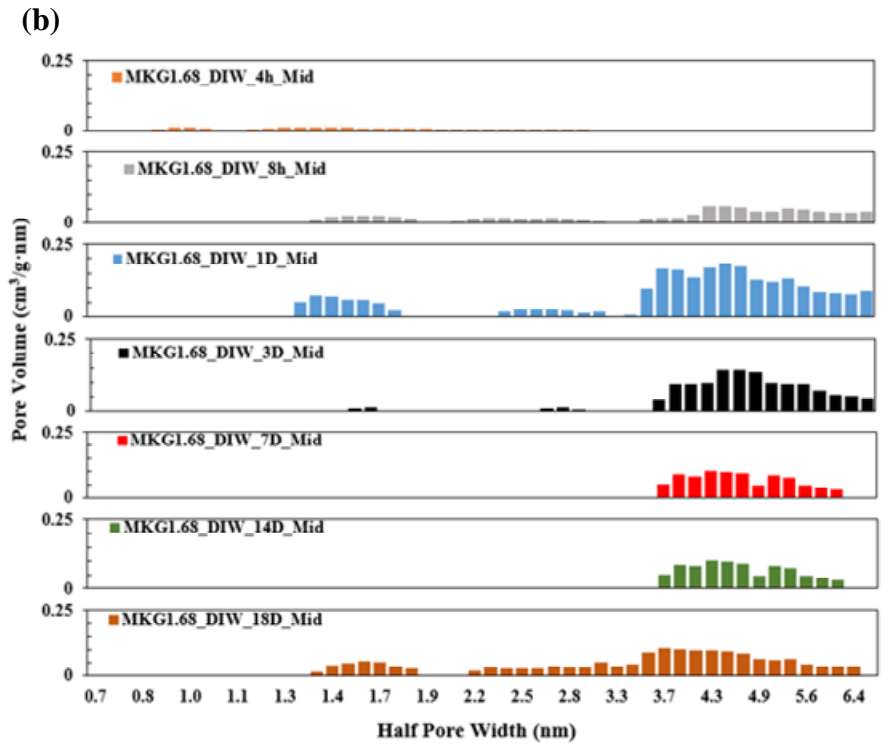 (b)
0.25
MKG1.68_DIW_4h_Mid
0
0.25
MKG1.68_DIW_8h_Mid
0
0.25
MKG1.68_DIW_1D_Mid
0
0.25
MKG1.68_DIW_3D_Mid
0
0.25
MKG1.68_DIW_7D_Mid
0
0.25
MKG1.68_DIW_14D_Mid
0
0.25
MKG1.68_DIW_18D_Mid
0
Pore Volume (cm³/g·nm)
0.7 0.8 1.0 1.1 1.3 1.4 1.7 1.9 2.2 2.5 2.8 3.3 3.7 4.3 4.9 5.6 6.4
Half Pore Width (nm)